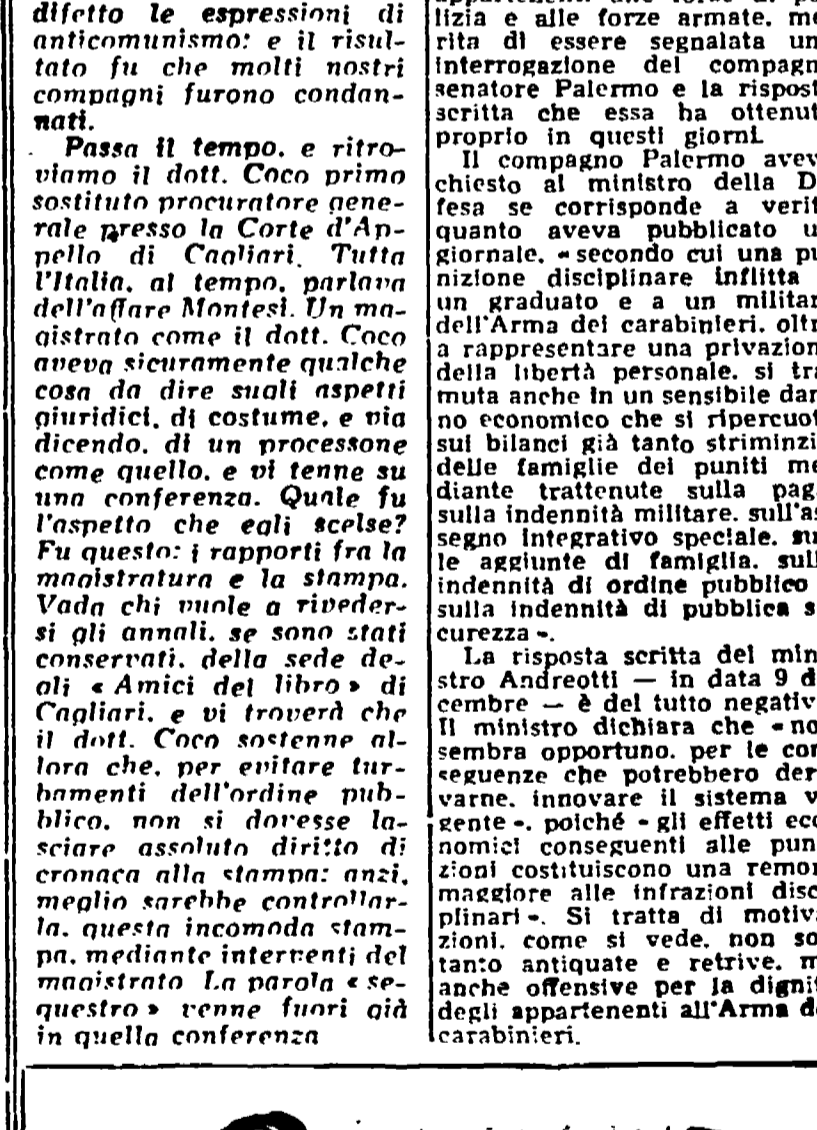 difetto le espressioni di
anticomunismo: e il risul-
tato fu che molti nostri
compagni furono condan-
nati.
Passa il tempo. e ritro-
viamo il dott. Coco primo
sostituto procuratore gene-
rale presso la Corte d'Ap-
pello di Cagliari. Tutta
l'Italia. al tempo. parlava
dell'affare Montesi. Un ma-
gistrato come il dott. Coco
aveva sicuramente qualche
cosa da dire sugli aspetti
giuridici, di costume, e via
dicendo. di un processone
come quello. e vi tenne su
una conferenza. Quale fu
l'aspetto che egli scelse?
Fu questo: i rapporti fra la
magistratura e la stampa.
Vada chi vuole a riveder-
si gli annali. se sono stati
conservati. della sede de-
gli « Amici del libro » di
Cagliari. e vi troverà che
il dott. Coco sostenne al-
lora che. per evitare tur-
bamenti dell'ordine pub-
blico. non si dovesse la-
sciare assoluto diritto di
cronaca alla stampa: anzi.
meglio sarebbe controllar-
la. questa incomoda stam-
pa. mediante interventi del
magistrato La parola « se-
questro » venne fuori già
in quella conferenza
lizia e alle forze armate. me
rita di essere segnalata un
interrogazione del compagn
senatore Palermo e la rispost
scritta che essa ha ottenut
proprio in questi giorni.
Il compagno Palermo avev
chiesto al ministro della D
fesa se corrisponde a verit
quanto aveva pubblicato u
giornale. « secondo cui una pu
nizione disciplinare inflitta
un graduato e a un militar
dell'Arma dei carabinieri. oltr
a rappresentare una privazion
della libertà personale. si tra
muta anche in un sensibile dan
no economico che si ripercuot
sui bilanci già tanto striminzi
delle famiglie dei puniti me
diante trattenute sulla pag
sulla indennità militare. sull'as
segno integrativo speciale. su
le aggiunte di famiglia. sull
indennità di ordine pubblico
sulla indennità di pubblica s
curezza ».
La risposta scritta del min
stro Andreotti — in data 9 d
cembre — è del tutto negativ
Il ministro dichiara che « no
sembra opportuno. per le con
seguenze che potrebbero der
varne. innovare il sistema v
gente ». poiché « gli effetti eco
nomici conseguenti alle pun
zioni costituiscono una remor
maggiore alle infrazioni disc
plinari ». Si tratta di motiva
zioni. come si vede. non so
tanto antiquate e retrive. m
anche offensive per la dignit
degli appartenenti all'Arma de
carabinieri.